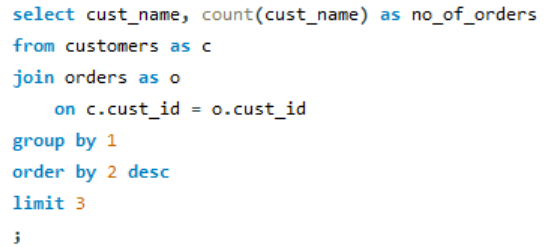 select cust_name, count(cust_name) as no_of_orders
from customers as c
join orders as o
    on c.cust_id = o.cust_id
group by 1
order by 2 desc
limit 3
;